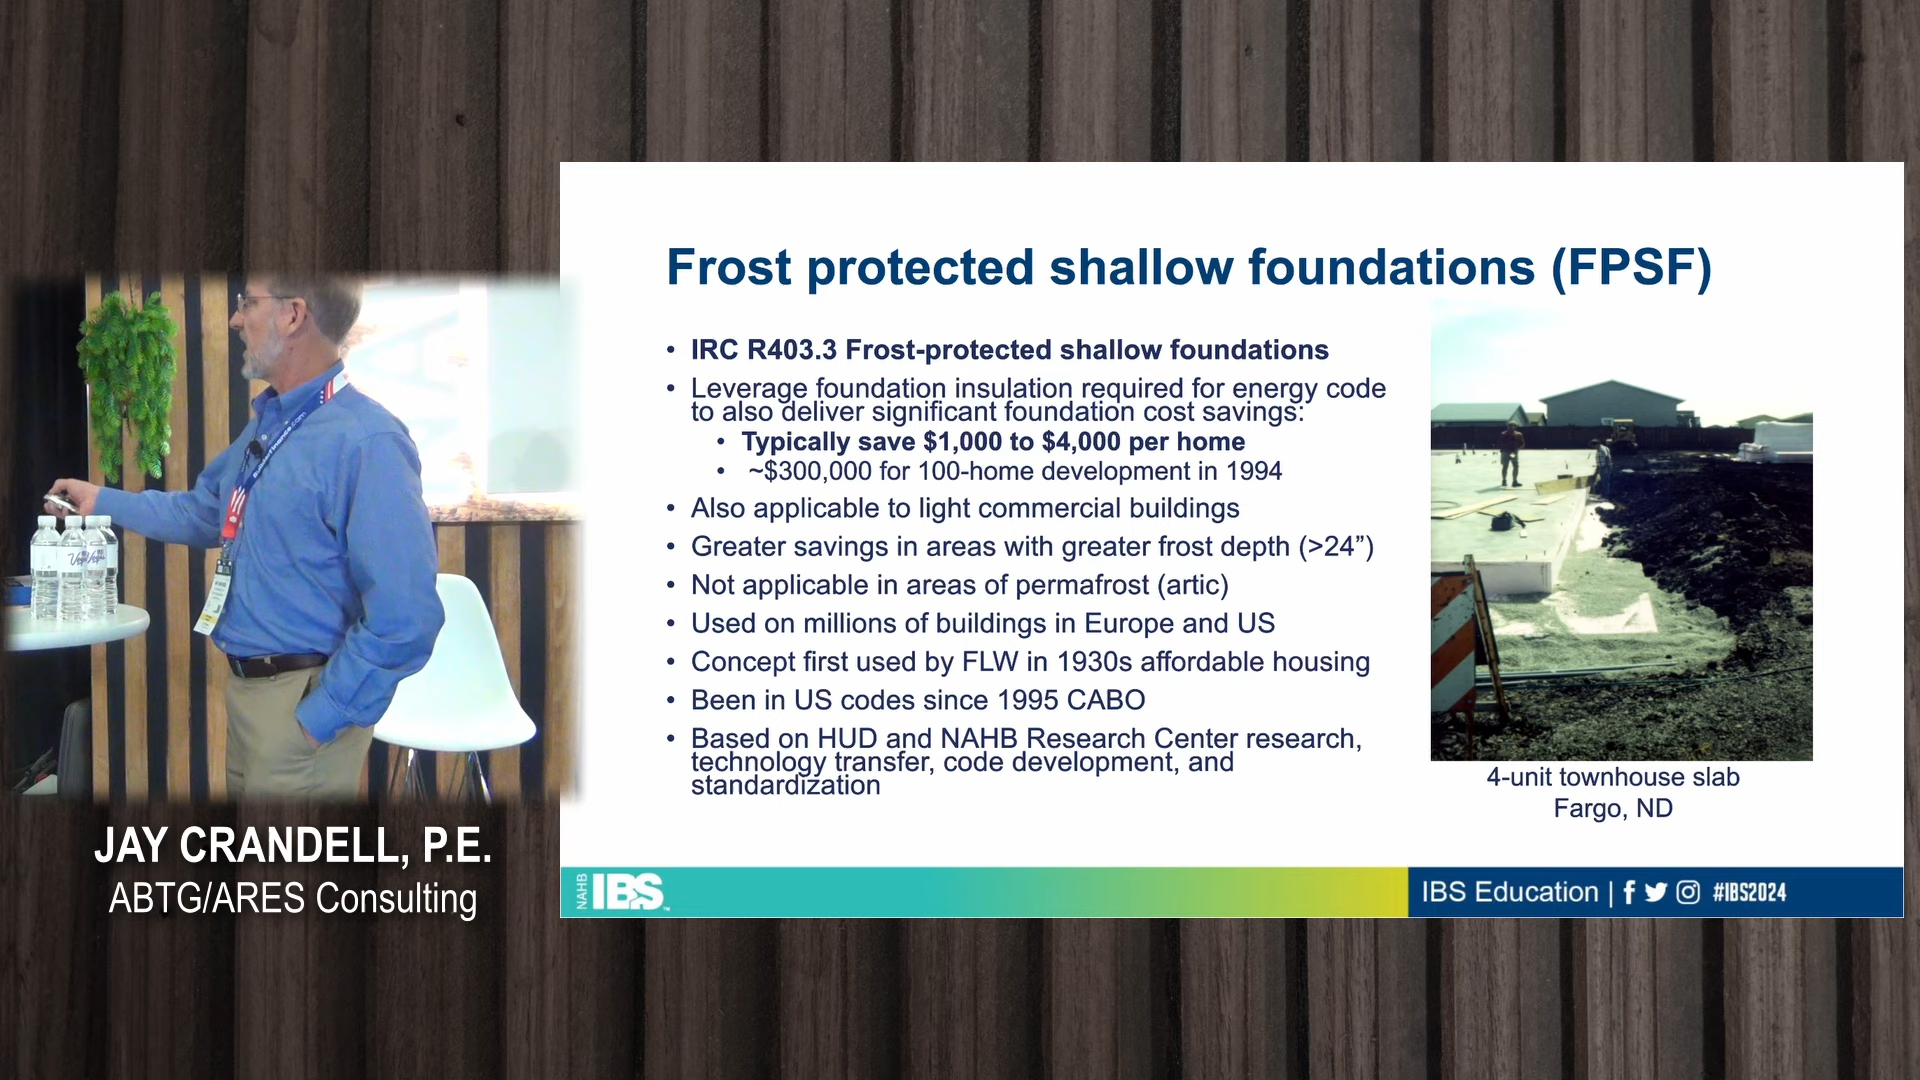 Frost protected shallow foundations (FPSF)
• IRC R403.3 Frost-protected shallow foundations
• Leverage foundation insulation required for energy code
to also deliver significant foundation cost savings:
• Typically save $1,000 to $4,000 per home
• ~$300,000 for 100-home development in 1994
• Also applicable to light commercial buildings
• Greater savings in areas with greater frost depth (>24”)
• Not applicable in areas of permafrost (artic)
• Used on millions of buildings in Europe and US
• Concept first used by FLW in 1930s affordable housing
• Been in US codes since 1995 CABO
• Based on HUD and NAHB Research Center research,
technology transfer, code development, and
standardization
4-unit townhouse slab
Fargo, ND
JAY CRANDELL, P.E.
ABTG/ARES Consulting
NAHB IBS™
IBS Education | #IBS2024